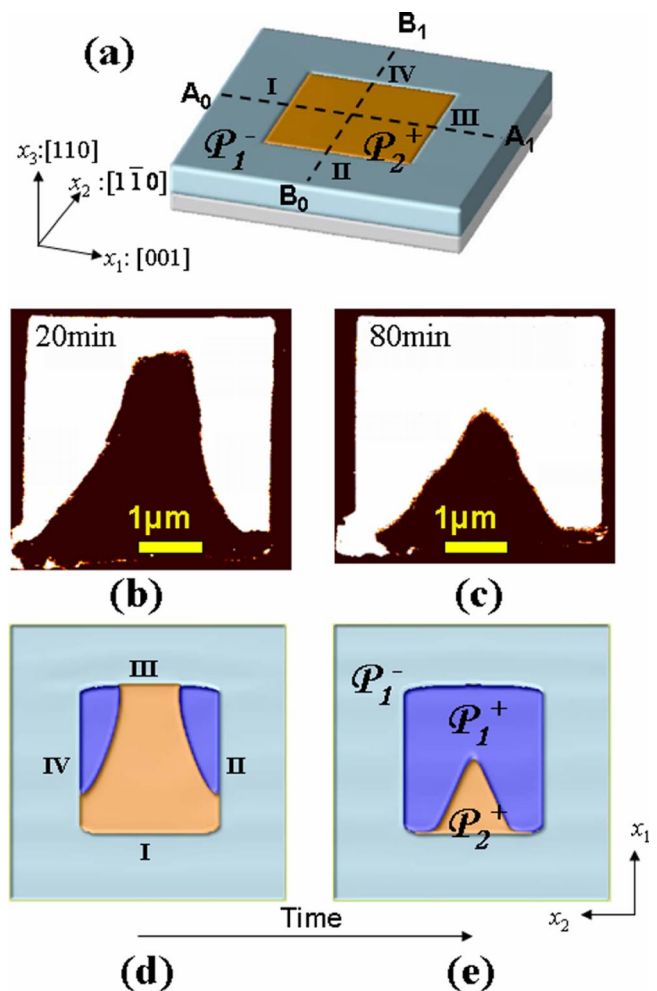 (a)
B₁
IV
I
A₀
III
A₁
𝒫₁⁻
𝒫₂⁺
II
B₀
x₃:[110]
x₂ :[11̄0]
x₁: [001]
20min
80min
1μm
1μm
(b)
(c)
III
IV
II
I
𝒫₁⁻
𝒫₁⁺
𝒫₂⁺
x₁
x₂
Time
(d)
(e)